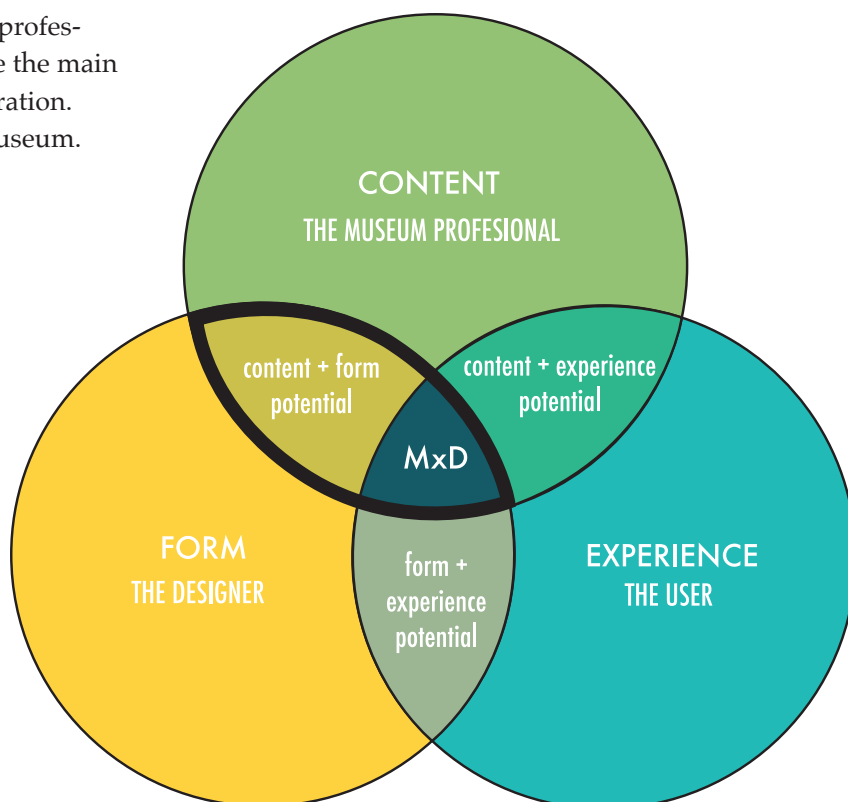 profes-
e the main
ration.
useum.
CONTENT
THE MUSEUM PROFESIONAL
content + form
potential
content + experience
potential
MxD
FORM
THE DESIGNER
form +
experience
potential
EXPERIENCE
THE USER